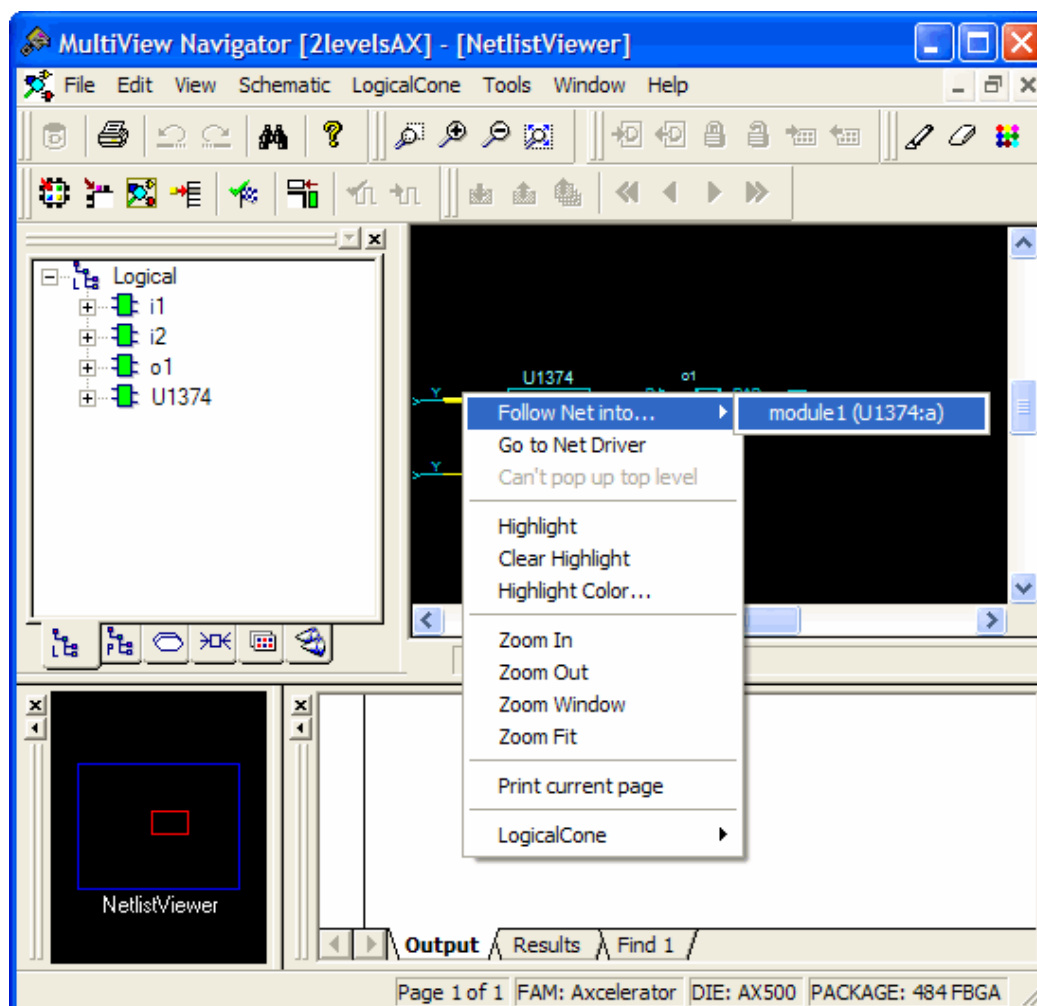 MultiView Navigator [2levelsAX] - [NetlistViewer]
File Edit View Schematic LogicalCone Tools Window Help
Logical
i1
i2
o1
U1374
U1374 o1
Y
Y
Follow Net into...
module1 (U1374:a)
Go to Net Driver
Can't pop up top level
Highlight
Clear Highlight
Highlight Color...
Zoom In
Zoom Out
Zoom Window
Zoom Fit
Print current page
LogicalCone
NetlistViewer
Output Results Find 1
Page 1 of 1 FAM: Axcelerator DIE: AX500 PACKAGE: 484 FBGA